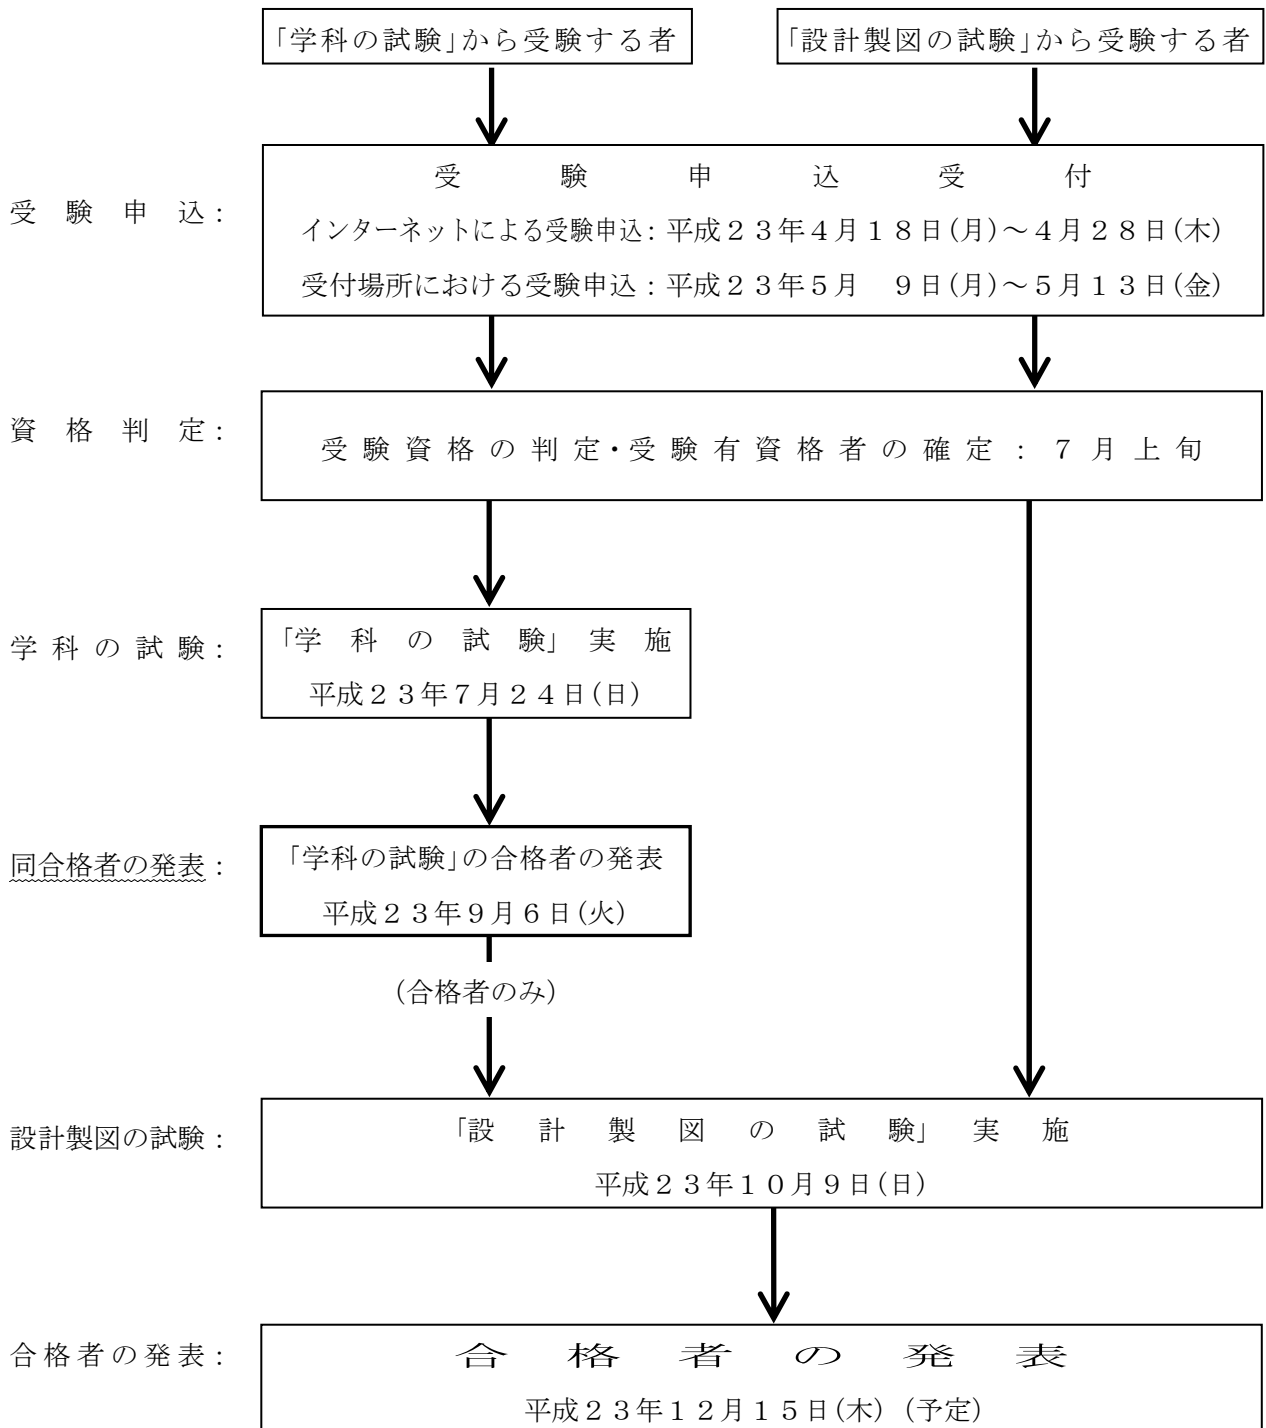 「学科の試験」から受験する者
「設計製図の試験」から受験する者
受験申込:
受験申込受付
インターネットによる受験申込:平成23年4月18日(月)～4月28日(木)
受付場所における受験申込:平成23年5月 9日(月)～5月13日(金)
資格判定:
受験資格の判定・受験有資格者の確定:7月上旬
学科の試験:
「学科の試験」実施
平成23年7月24日(日)
同合格者の発表:
「学科の試験」の合格者の発表
平成23年9月6日(火)
(合格者のみ)
設計製図の試験:
「設計製図の試験」実施
平成23年10月9日(日)
合格者の発表:
合格者の発表
平成23年12月15日(木) (予定)